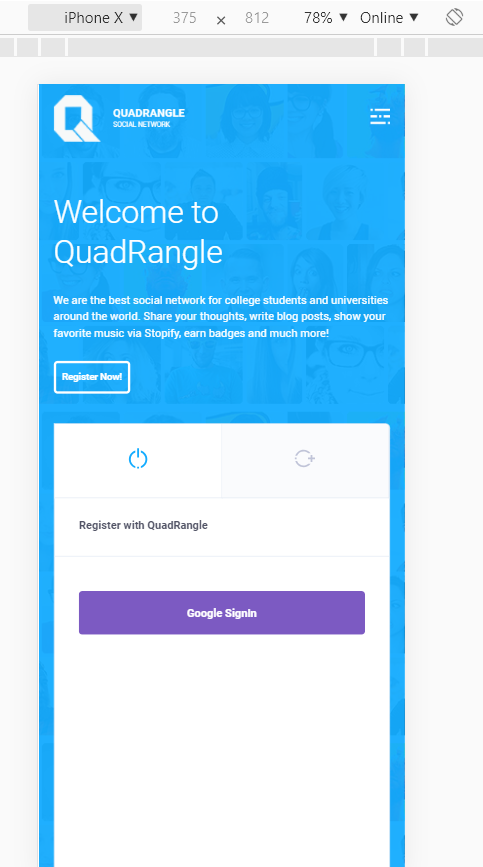 iPhone X ▼ 375 × 812 78% ▼ Online ▼
QUADRANGLE
SOCIAL NETWORK
Welcome to
QuadRangle
We are the best social network for college students and universities
around the world. Share your thoughts, write blog posts, show your
favorite music via Stopify, earn badges and much more!
Register Now!
Register with QuadRangle
Google SignIn